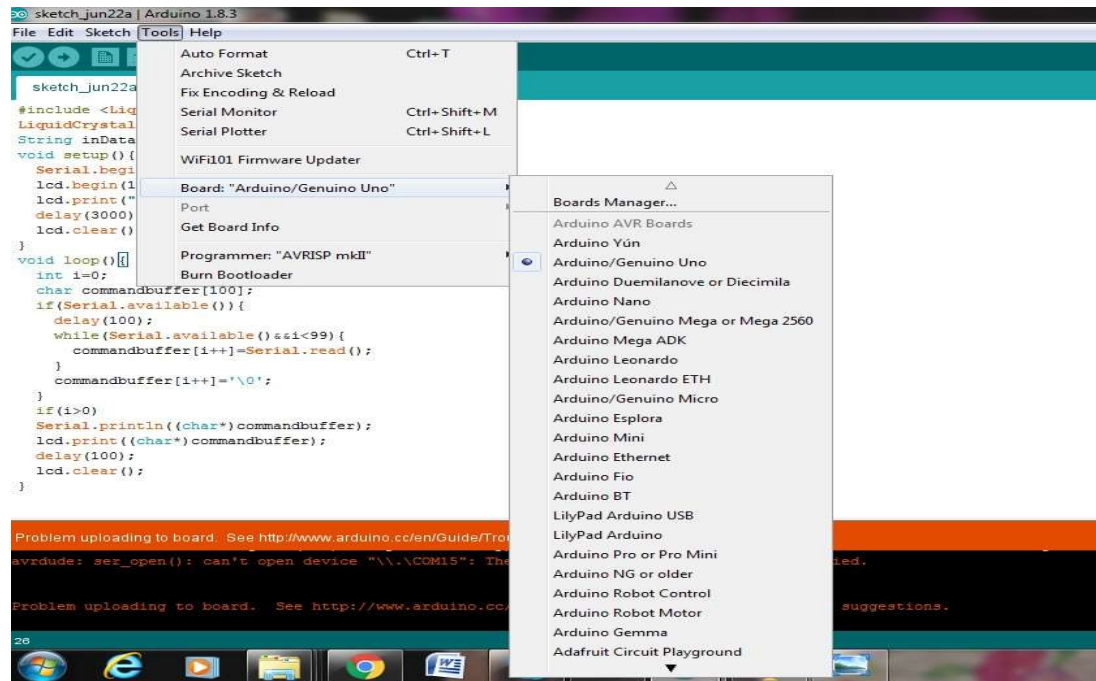 sketch_jun22a | Arduino 1.8.3
File Edit Sketch Tools Help
sketch_jun22a
Auto Format Ctrl+T
Archive Sketch
Fix Encoding & Reload
Serial Monitor Ctrl+Shift+M
Serial Plotter Ctrl+Shift+L
WiFi101 Firmware Updater
Board: "Arduino/Genuino Uno"
Port
Get Board Info
Programmer: "AVRISP mkII"
Burn Bootloader
Boards Manager...
Arduino AVR Boards
Arduino Yún
Arduino/Genuino Uno
Arduino Duemilanove or Diecimila
Arduino Nano
Arduino/Genuino Mega or Mega 2560
Arduino Mega ADK
Arduino Leonardo
Arduino Leonardo ETH
Arduino/Genuino Micro
Arduino Esplora
Arduino Mini
Arduino Ethernet
Arduino Fio
Arduino BT
LilyPad Arduino USB
LilyPad Arduino
Arduino Pro or Pro Mini
Arduino NG or older
Arduino Robot Control
Arduino Robot Motor
Arduino Gemma
Adafruit Circuit Playground
#include <Liq
LiquidCrystal
String inData
void setup(){
Serial.begi
lcd.begin(1
lcd.print("
delay(3000)
lcd.clear()
}
void loop(){
int i=0;
char commandbuffer[100];
if(Serial.available()){
delay(100);
while(Serial.available()&&i<99){
commandbuffer[i++]=Serial.read();
}
commandbuffer[i++]='\0';
}
if(i>0)
Serial.println((char*)commandbuffer);
lcd.print((char*)commandbuffer);
delay(100);
lcd.clear();
}
Problem uploading to board. See http://www.arduino.cc/en/Guide/Tro
avrdude: ser_open(): can't open device "\\.\COM15": The ied.
Problem uploading to board. See http://www.arduino.cc/ suggestions.
26